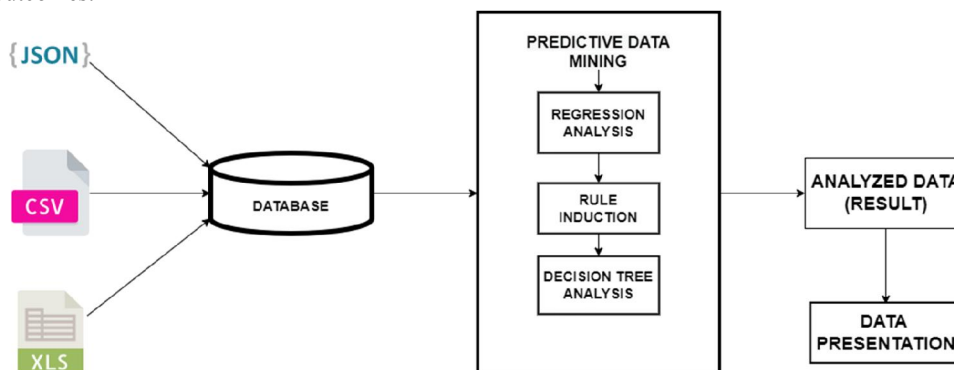 {JSON}
CSV
XLS
DATABASE
PREDICTIVE DATA
MINING
REGRESSION
ANALYSIS
RULE
INDUCTION
DECISION TREE
ANALYSIS
ANALYZED DATA
(RESULT)
DATA
PRESENTATION